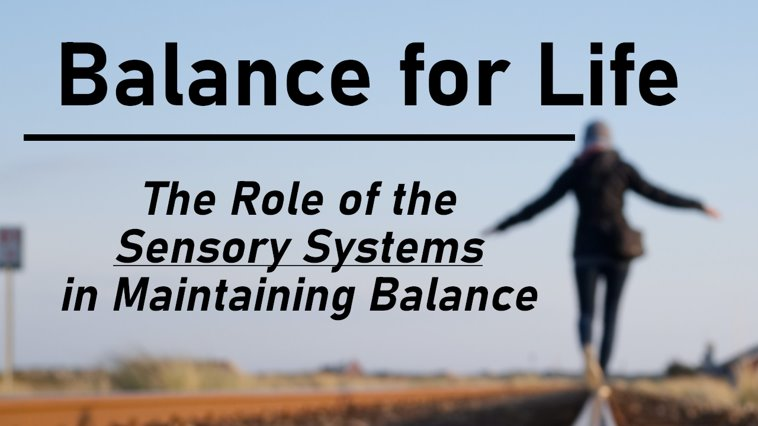 Balance for Life
The Role of the
Sensory Systems
in Maintaining Balance